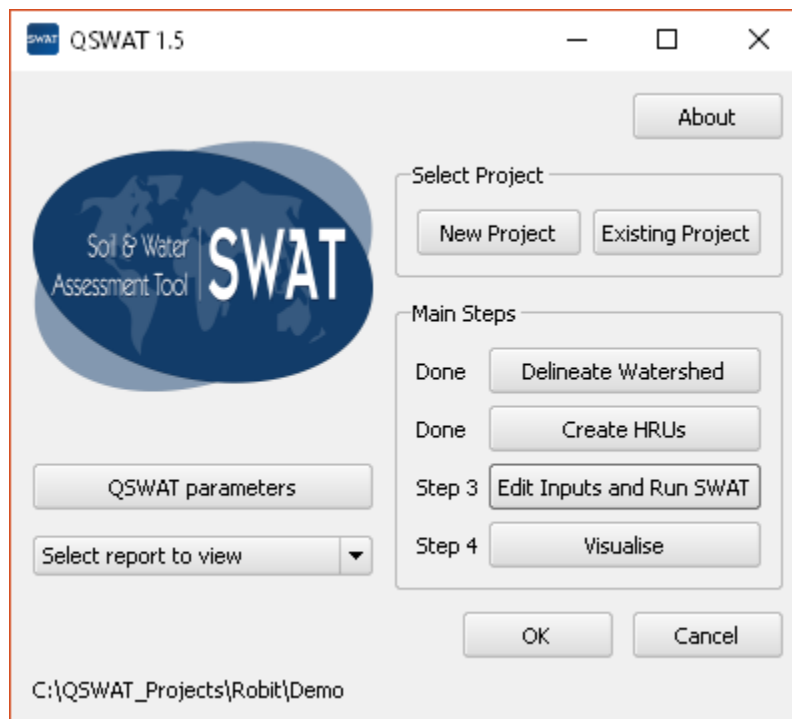 SWAT QSWAT 1.5
About
Select Project
New Project Existing Project
Soil & Water
Assessment Tool SWAT
Main Steps
Done Delineate Watershed
Done Create HRUs
QSWAT parameters
Step 3 Edit Inputs and Run SWAT
Select report to view
Step 4 Visualise
OK Cancel
C:\QSWAT_Projects\Robit\Demo